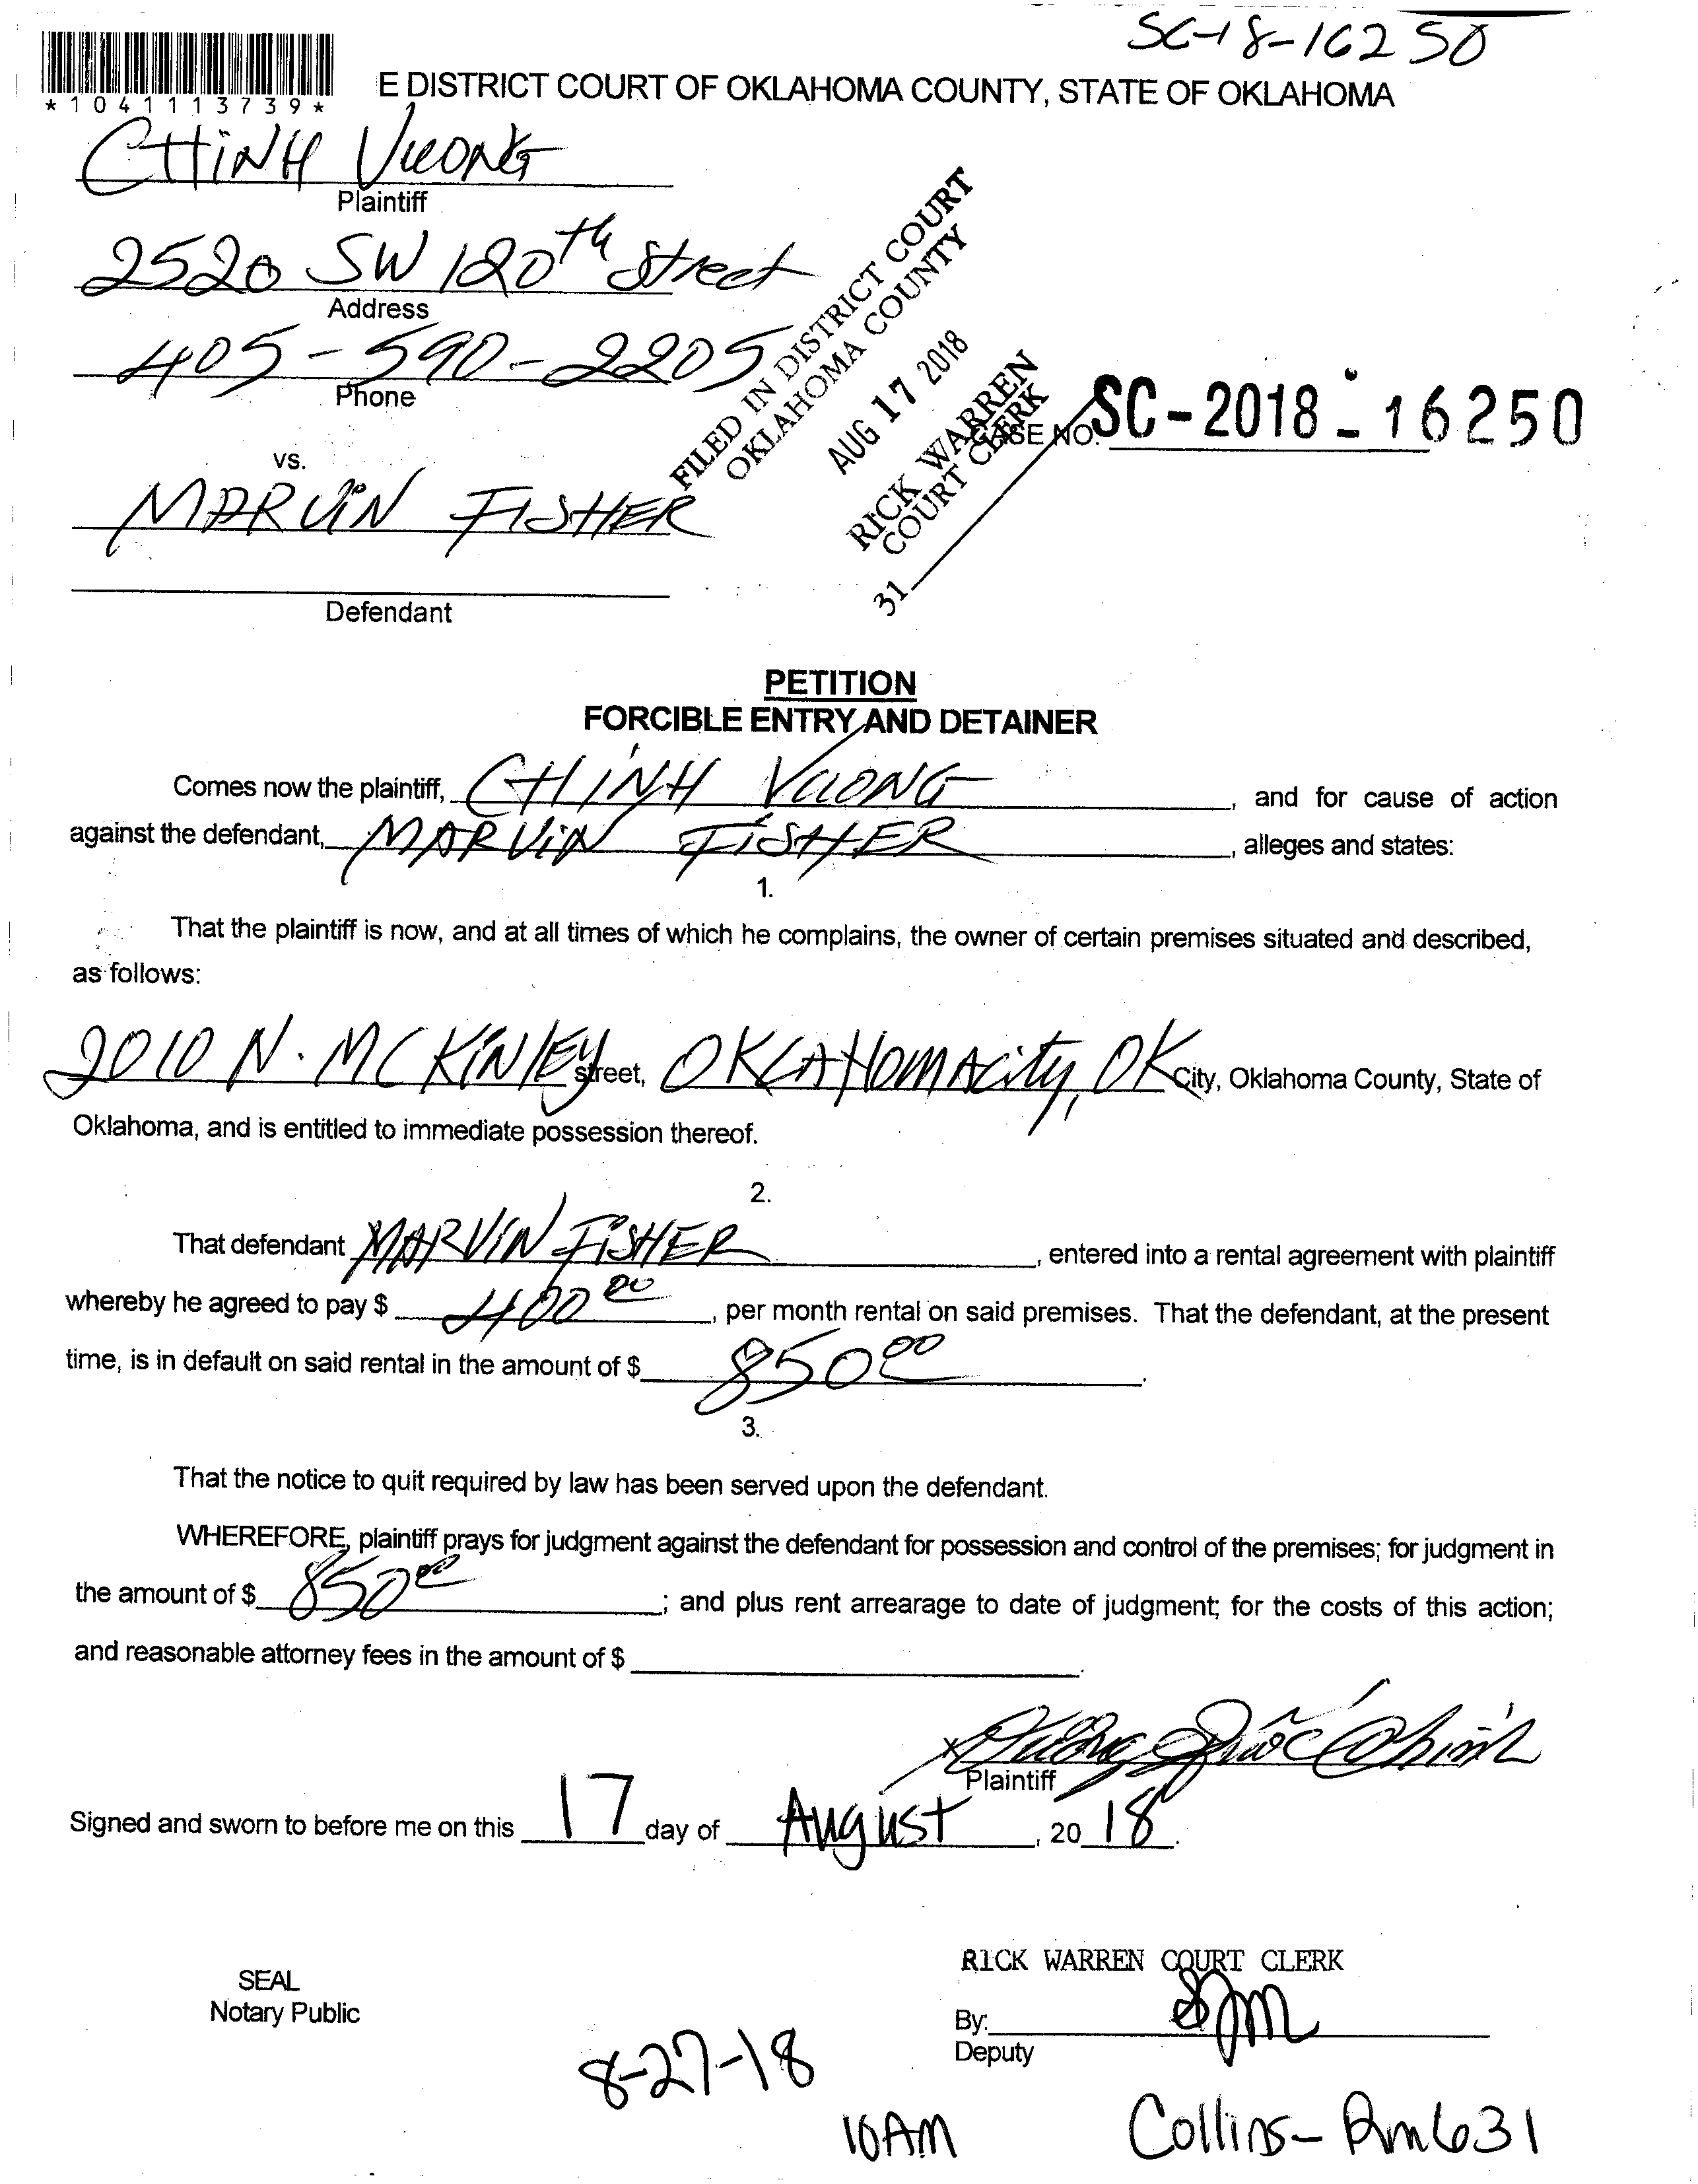 SC-18-16250
*1041113739*
E DISTRICT COURT OF OKLAHOMA COUNTY, STATE OF OKLAHOMA
CHiNH VUONG
Plaintiff
2520 SW 120th Street
Address
405-590-2205
Phone
FILED IN DISTRICT COURT
OKLAHOMA COUNTY
AUG 17 2018
RICK WARREN
COURT CLERK
31
CASE NO. SC-2018-16250
vs.
MARViN FISHER
Defendant
PETITION
FORCIBLE ENTRY AND DETAINER
Comes now the plaintiff, CHINH VUONG, and for cause of action
against the defendant, MARViN FiSHER, alleges and states:
1.
That the plaintiff is now, and at all times of which he complains, the owner of certain premises situated and described,
as follows:
2010 N. MCKiNlEY street, OKLAHOMA City, OK City, Oklahoma County, State of
Oklahoma, and is entitled to immediate possession thereof.
2.
That defendant MARViN FiSHER, entered into a rental agreement with plaintiff
whereby he agreed to pay $ 400 00, per month rental on said premises. That the defendant, at the present
time, is in default on said rental in the amount of $ 850 00.
3.
That the notice to quit required by law has been served upon the defendant.
WHEREFORE, plaintiff prays for judgment against the defendant for possession and control of the premises; for judgment in
the amount of $ 850 00; and plus rent arrearage to date of judgment; for the costs of this action;
and reasonable attorney fees in the amount of $
x Vương Quốc Chính
Plaintiff
Signed and sworn to before me on this 17 day of August, 20 18.
RICK WARREN COURT CLERK
SEAL
Notary Public
By:
Deputy
8-27-18
10AM
Collins- Rm631